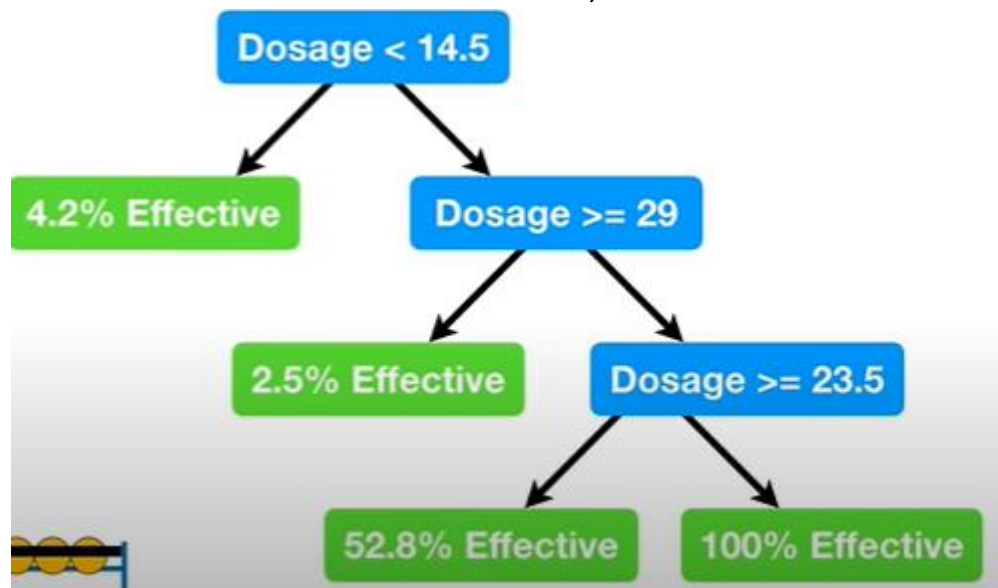 Dosage < 14.5
4.2% Effective
Dosage >= 29
2.5% Effective
Dosage >= 23.5
52.8% Effective
100% Effective